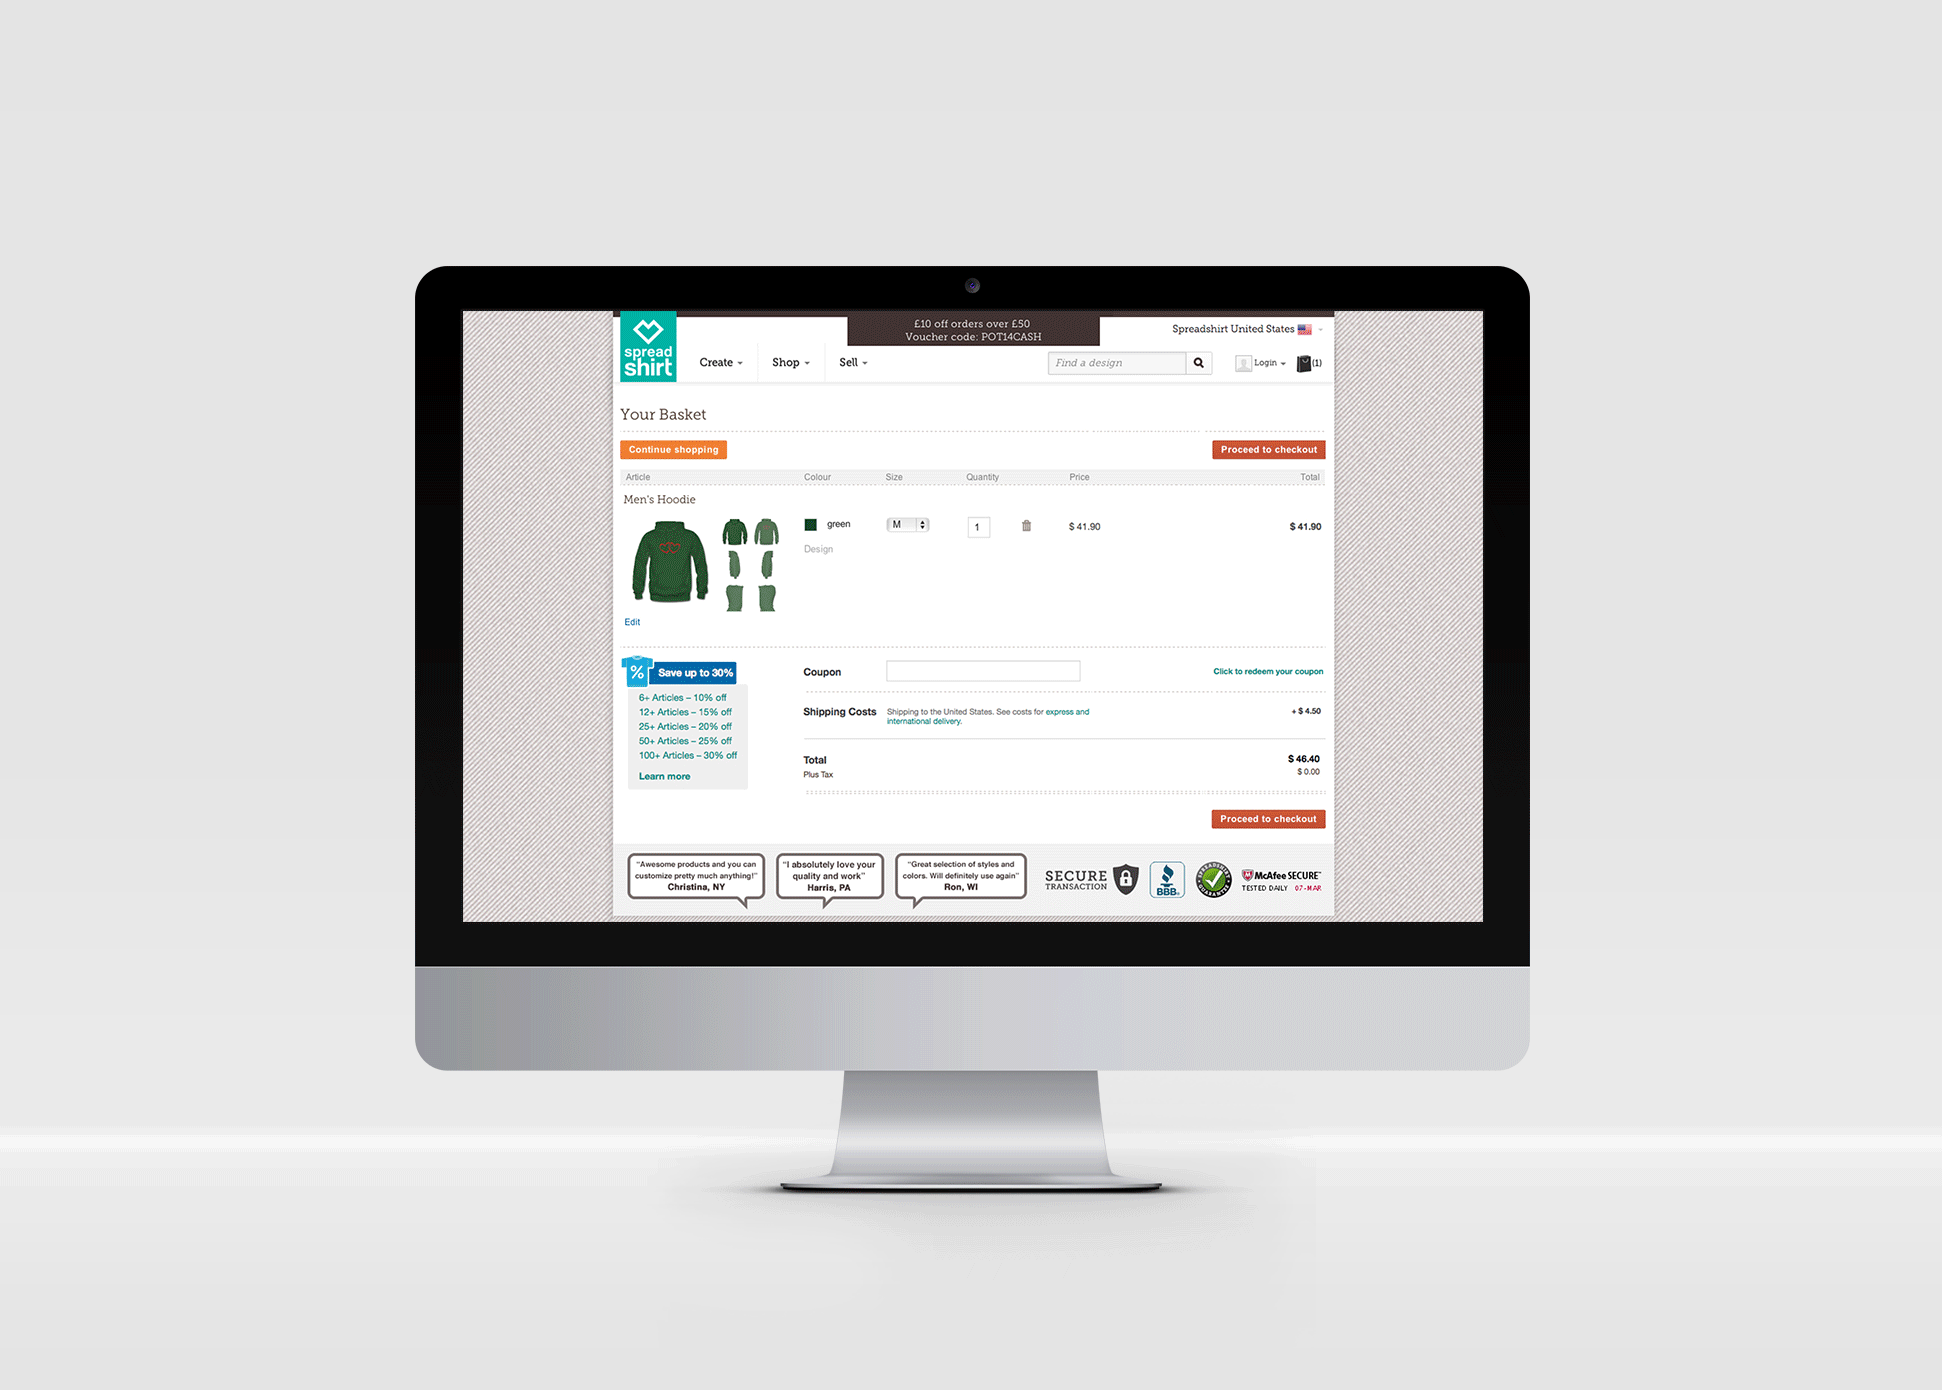 £10 off orders over £50
Voucher code: POT14CASH
Spreadshirt United States
spread
shirt
Create
Shop
Sell
Find a design
Login
(1)
Your Basket
Continue shopping
Proceed to checkout
Article Colour Size Quantity Price Total
Men's Hoodie
green M 1 $ 41.90 $ 41.90
Design
Edit
% Save up to 30%
6+ Articles – 10% off
12+ Articles – 15% off
25+ Articles – 20% off
50+ Articles – 25% off
100+ Articles – 30% off
Learn more
Coupon Click to redeem your coupon
Shipping Costs Shipping to the United States. See costs for express and
international delivery. + $ 4.50
Total $ 46.40
Plus Tax $ 0.00
Proceed to checkout
“Awesome products and you can
customize pretty much anything!”
Christina, NY
“I absolutely love your
quality and work”
Harris, PA
“Great selection of styles and
colors. Will definitely use again”
Ron, WI
SECURE
TRANSACTION
BBB
McAfee SECURE™
TESTED DAILY 07-MAR